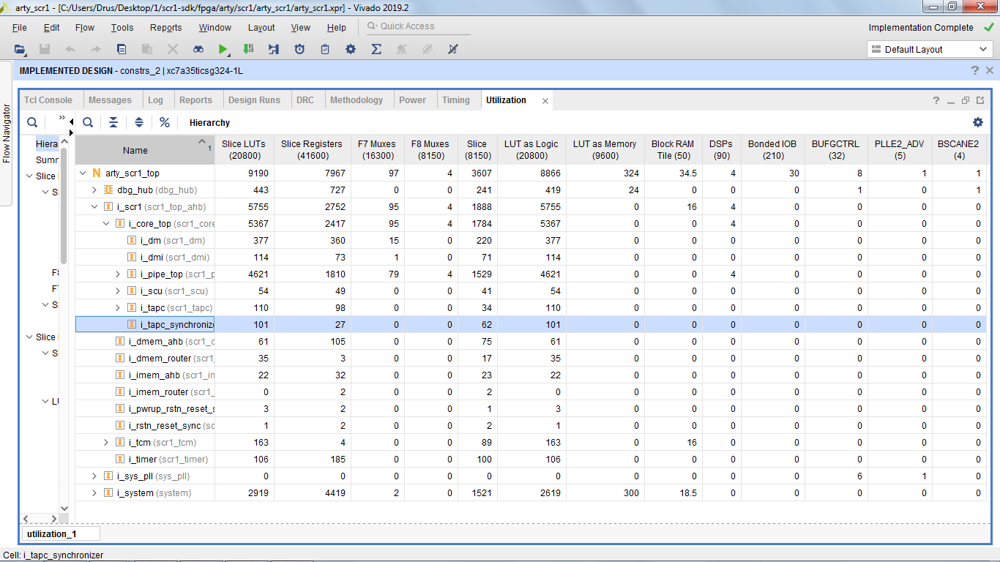 arty_scr1 - [C:/Users/Drus/Desktop/1/scr1-sdk/fpga/arty/scr1/arty_scr1/arty_scr1.xpr] - Vivado 2019.2
File Edit Flow Tools Reports Window Layout View Help Quick Access Implementation Complete
Default Layout
IMPLEMENTED DESIGN - constrs_2 | xc7a35ticsg324-1L
Flow Navigator
Tcl Console Messages Log Reports Design Runs DRC Methodology Power Timing Utilization
Hierarchy
Hiera
Summ
Slice
S
F8
F7
S
Slice
S
LU
Name 1 Slice LUTs (20800) Slice Registers (41600) F7 Muxes (16300) F8 Muxes (8150) Slice (8150) LUT as Logic (20800) LUT as Memory (9600) Block RAM Tile (50) DSPs (90) Bonded IOB (210) BUFGCTRL (32) PLLE2_ADV (5) BSCANE2 (4)
N arty_scr1_top 9190 7967 97 4 3607 8866 324 34.5 4 30 8 1 1
dbg_hub (dbg_hub) 443 727 0 0 241 419 24 0 0 0 1 0 1
i_scr1 (scr1_top_ahb) 5755 2752 95 4 1888 5755 0 16 4 0 0 0 0
i_core_top (scr1_core 5367 2417 95 4 1784 5367 0 0 4 0 0 0 0
i_dm (scr1_dm) 377 360 15 0 220 377 0 0 0 0 0 0 0
i_dmi (scr1_dmi) 114 73 1 0 71 114 0 0 0 0 0 0 0
i_pipe_top (scr1_p 4621 1810 79 4 1529 4621 0 0 4 0 0 0 0
i_scu (scr1_scu) 54 49 0 0 41 54 0 0 0 0 0 0 0
i_tapc (scr1_tapc) 110 98 0 0 34 110 0 0 0 0 0 0 0
i_tapc_synchronize 101 27 0 0 62 101 0 0 0 0 0 0 0
i_dmem_ahb (scr1_d 61 105 0 0 75 61 0 0 0 0 0 0 0
i_dmem_router (scr1_ 35 3 0 0 17 35 0 0 0 0 0 0 0
i_imem_ahb (scr1_im 22 32 0 0 23 22 0 0 0 0 0 0 0
i_imem_router (scr1_ 0 2 0 0 2 0 0 0 0 0 0 0 0
i_pwrup_rstn_reset_s 3 2 0 0 1 3 0 0 0 0 0 0 0
i_rstn_reset_sync (sc 1 2 0 0 2 1 0 0 0 0 0 0 0
i_tcm (scr1_tcm) 163 4 0 0 89 163 0 16 0 0 0 0 0
i_timer (scr1_timer) 106 185 0 0 100 106 0 0 0 0 0 0 0
i_sys_pll (sys_pll) 0 0 0 0 0 0 0 0 0 0 6 1 0
i_system (system) 2919 4419 2 0 1521 2619 300 18.5 0 0 0 0 0
utilization_1
Cell: i_tapc_synchronizer